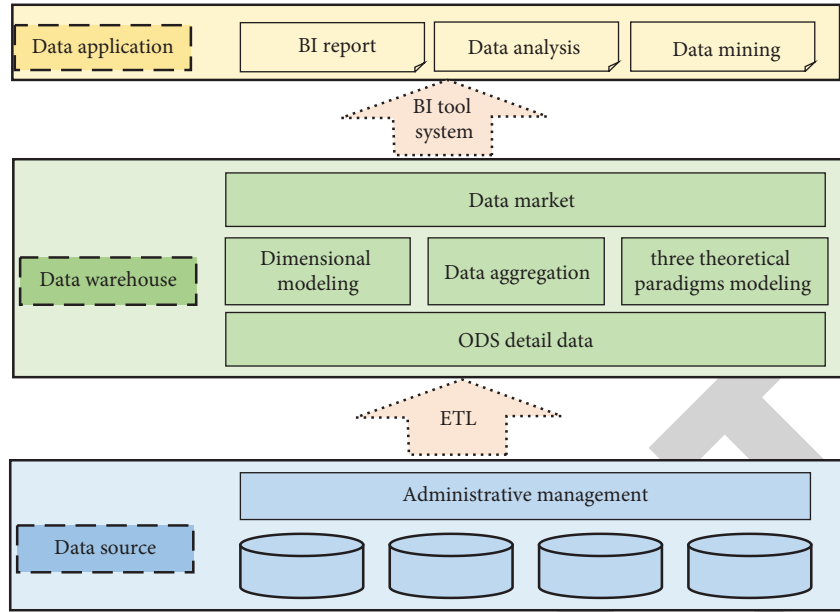 Data application
BI report
Data analysis
Data mining
BI tool
system
Data market
Data warehouse
Dimensional
modeling
Data aggregation
three theoretical
paradigms modeling
ODS detail data
ETL
Administrative management
Data source